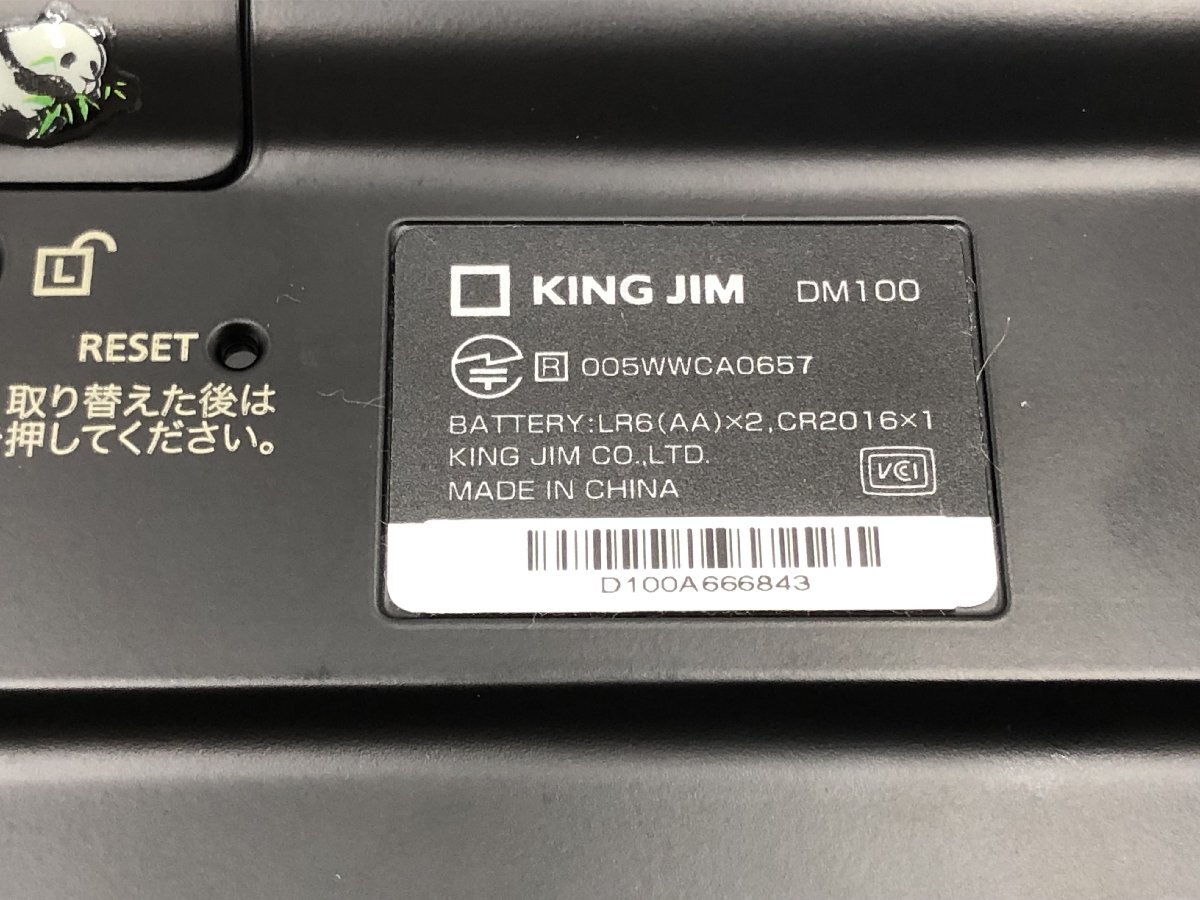 L
RESET
取り替えた後は
押してください。
KING JIM DM100
R 005WWCA0657
BATTERY:LR6(AA)×2,CR2016×1
KING JIM CO.,LTD.
MADE IN CHINA
VCI
D100A666843